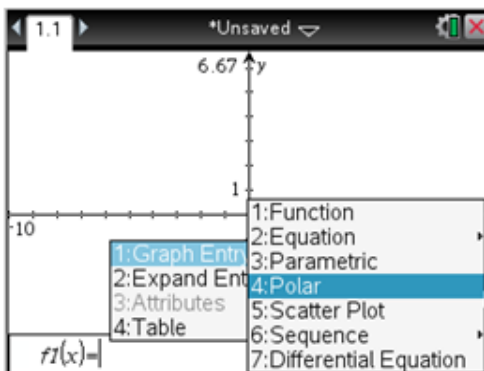 1.1 *Unsaved
6.67 y
1
-10
1:Graph Entry
2:Expand Ent
3:Attributes
4:Table
1:Function
2:Equation
3:Parametric
4:Polar
5:Scatter Plot
6:Sequence
7:Differential Equation
f1(x)=